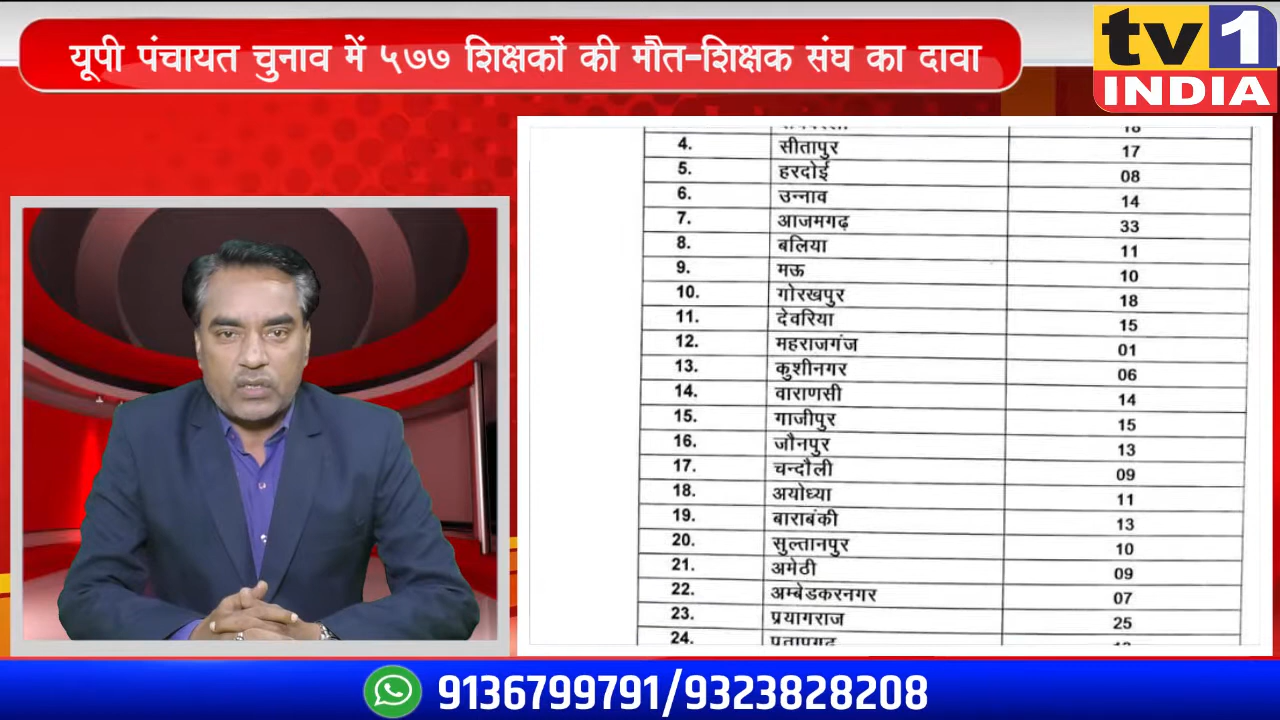 यूपी पंचायत चुनाव में ५७७ शिक्षकों की मौत-शिक्षक संघ का दावा
tv1
INDIA
18
4. सीतापुर 17
5. हरदोई 08
6. उन्नाव 14
7. आजमगढ़ 33
8. बलिया 11
9. मऊ 10
10. गोरखपुर 18
11. देवरिया 15
12. महराजगंज 01
13. कुशीनगर 06
14. वाराणसी 14
15. गाजीपुर 15
16. जौनपुर 13
17. चन्दौली 09
18. अयोध्या 11
19. बाराबंकी 13
20. सुल्तानपुर 10
21. अमेठी 09
22. अम्बेडकरनगर 07
23. प्रयागराज 25
24. प्रतापगढ़
9136799791/9323828208